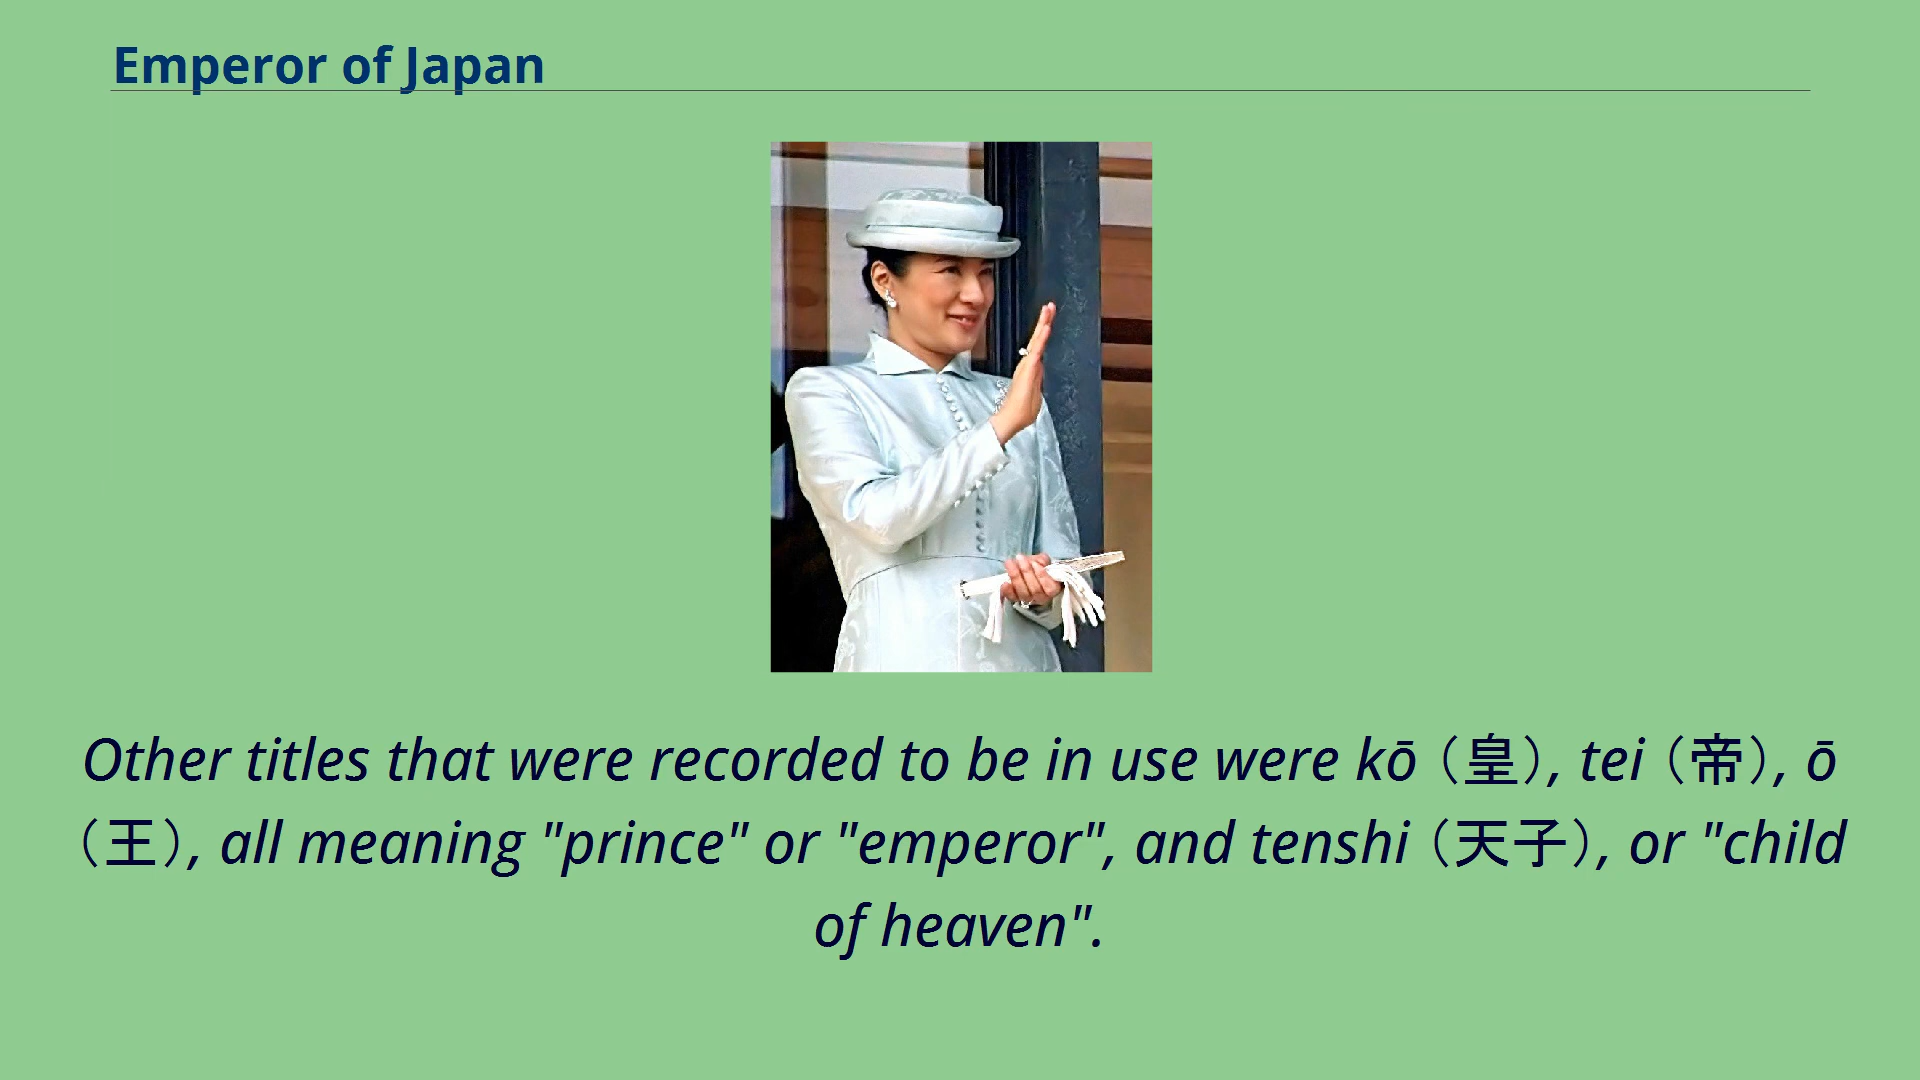 Emperor of Japan
Other titles that were recorded to be in use were kō（皇）, tei（帝）, ō
（王）, all meaning "prince" or "emperor", and tenshi（天子）, or "child
of heaven".